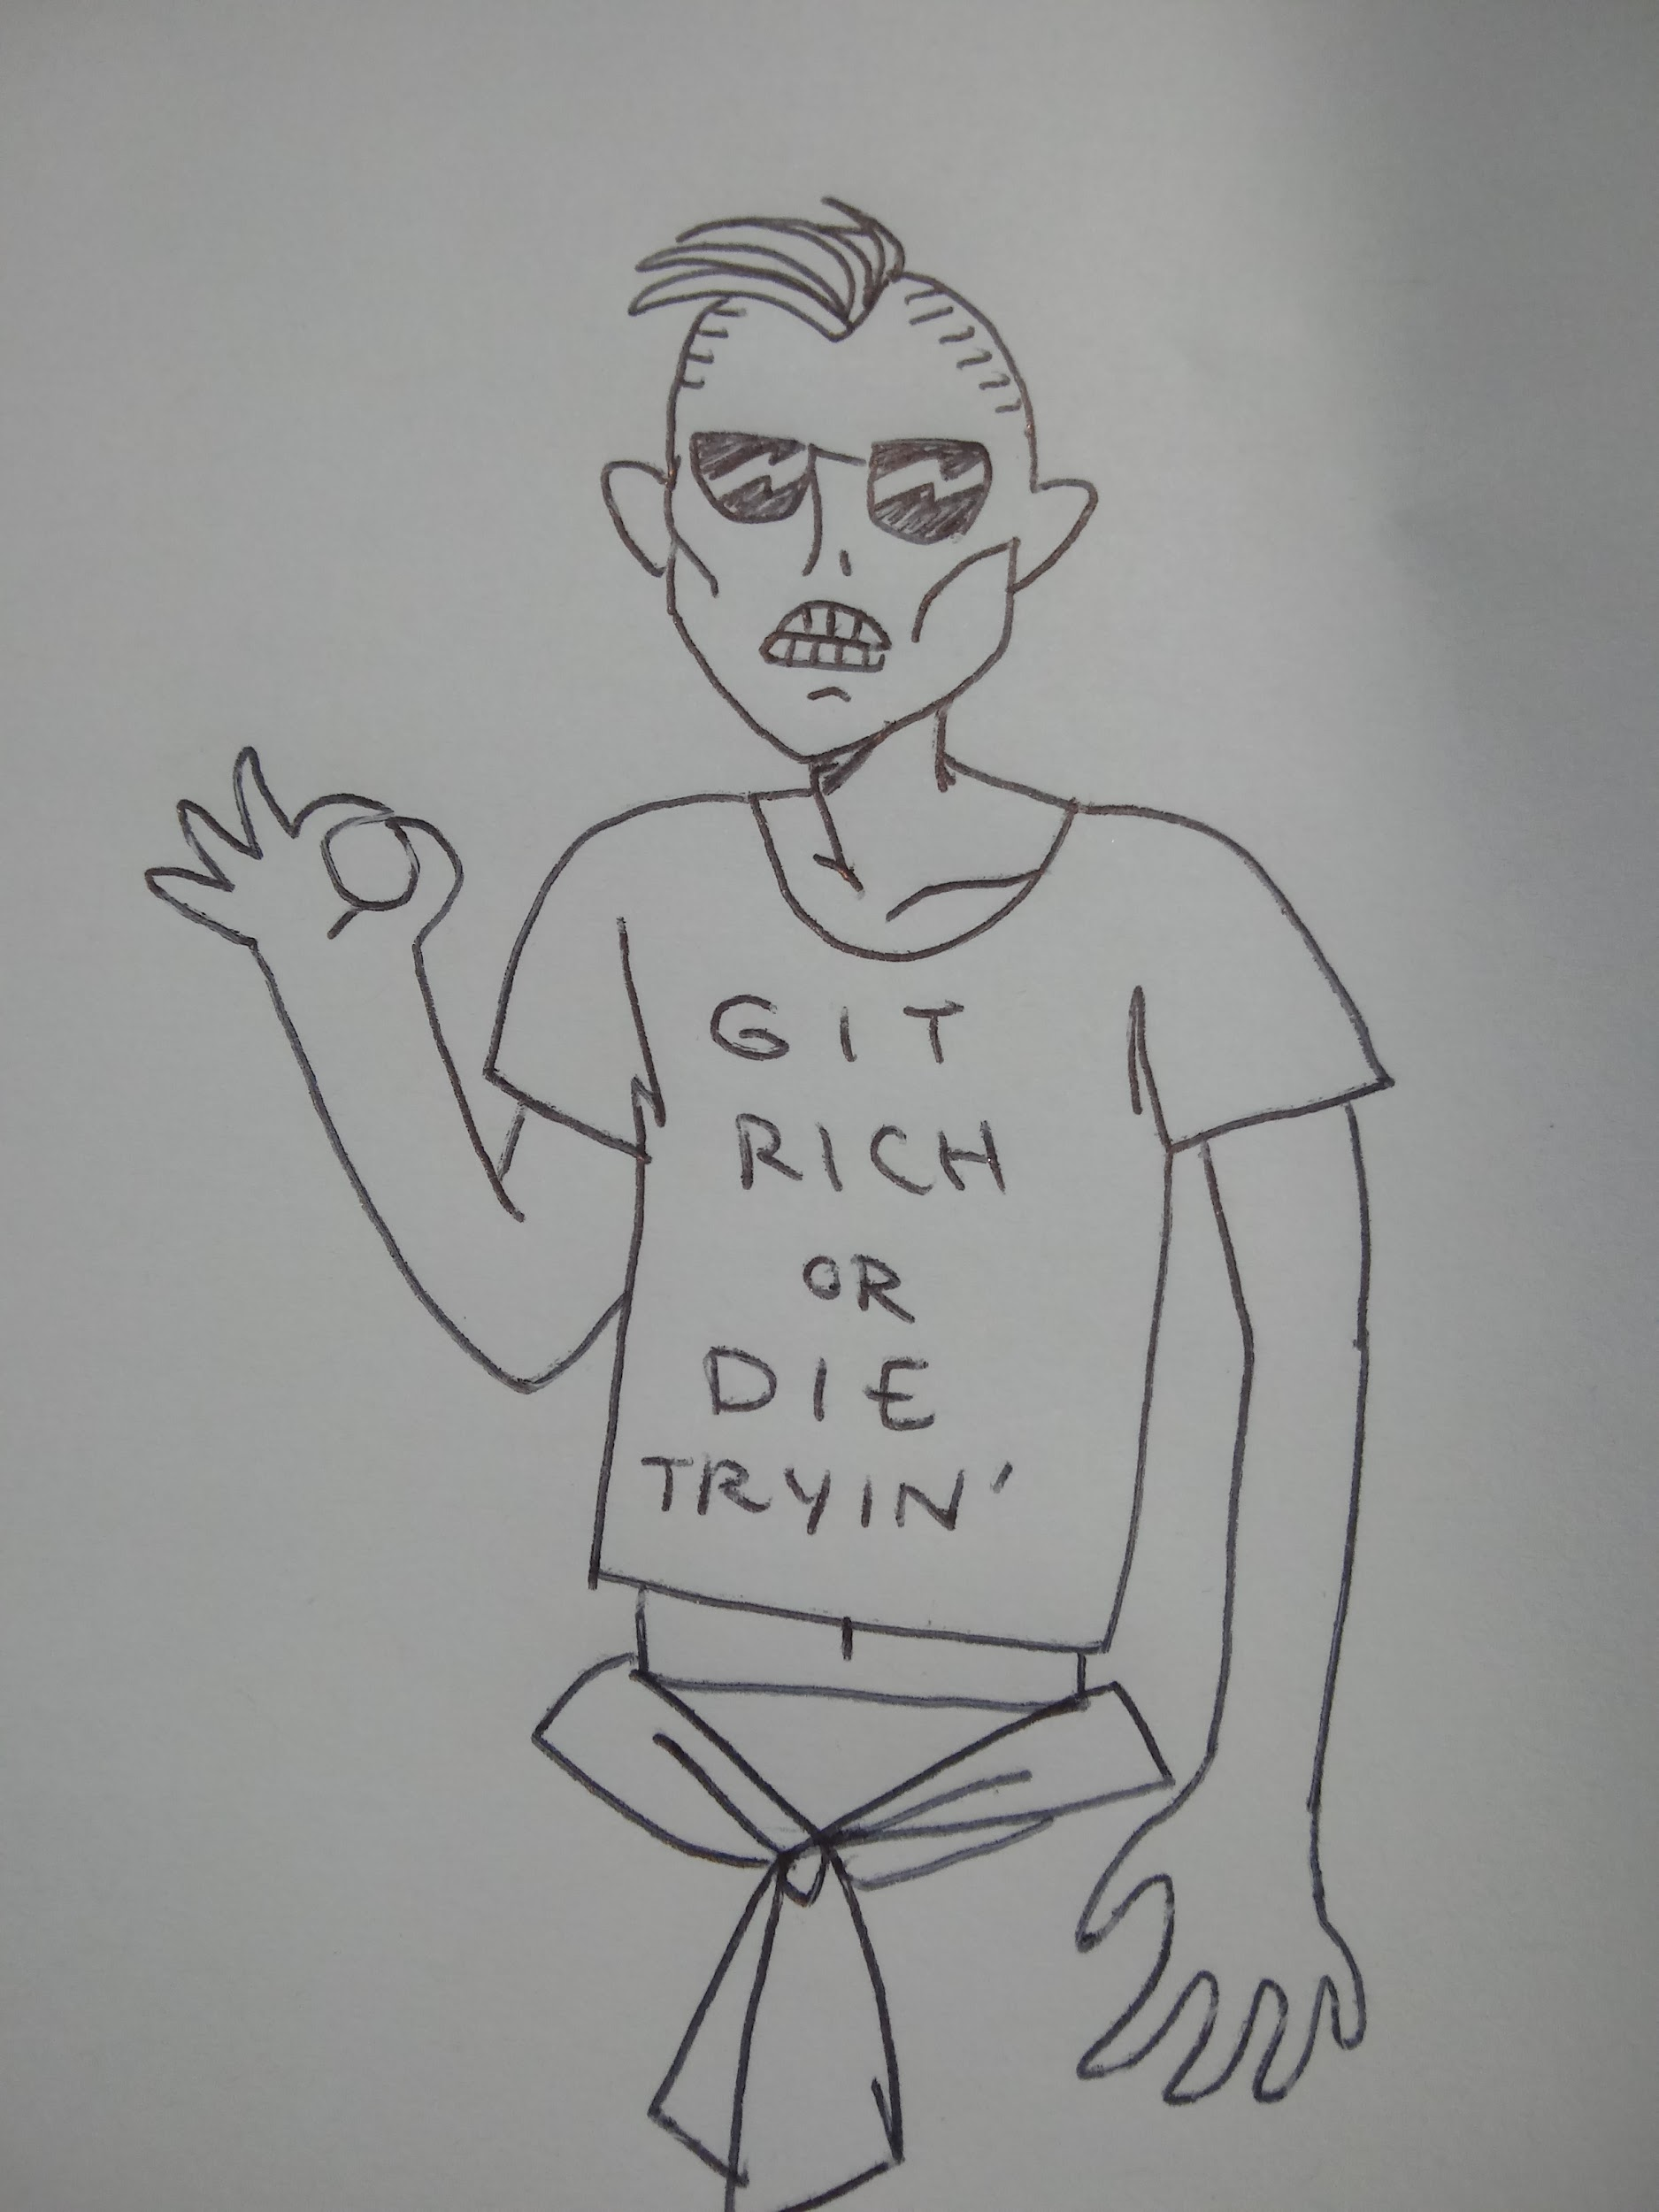 GIT
RICH
OR
DIE
TRYIN'